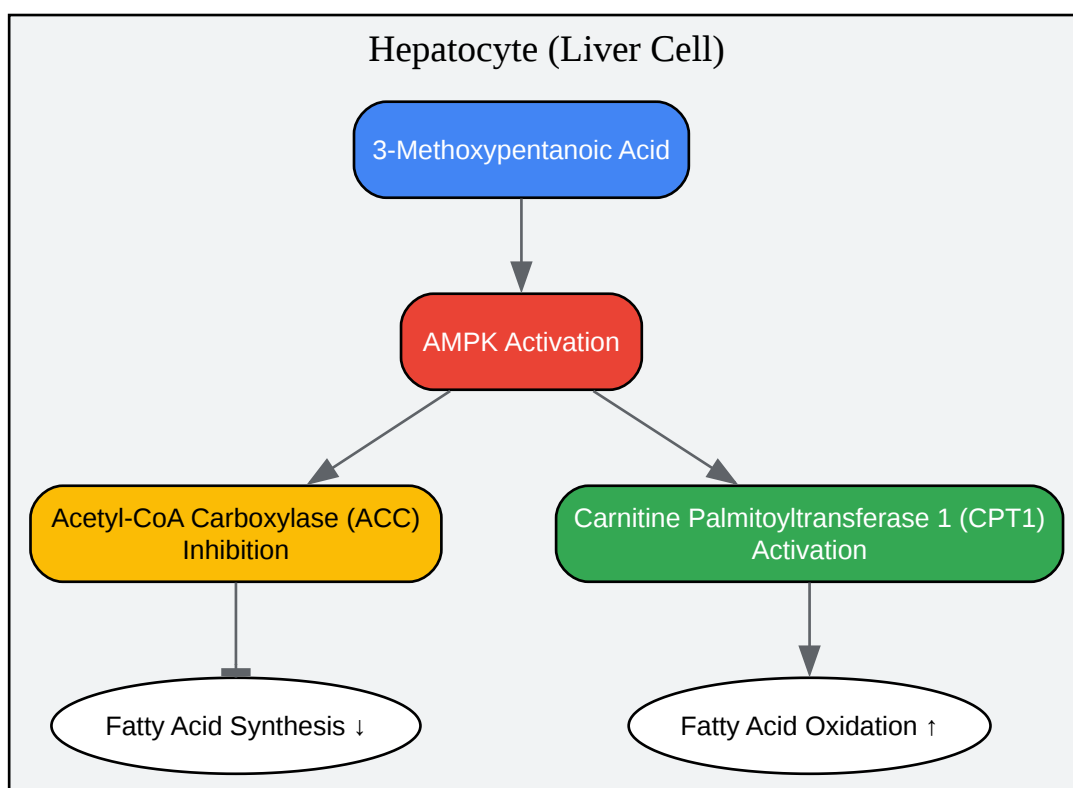 Hepatocyte (Liver Cell)
3-Methoxypentanoic Acid
AMPK Activation
Acetyl-CoA Carboxylase (ACC)
Inhibition
Carnitine Palmitoyltransferase 1 (CPT1)
Activation
Fatty Acid Synthesis ↓
Fatty Acid Oxidation ↑